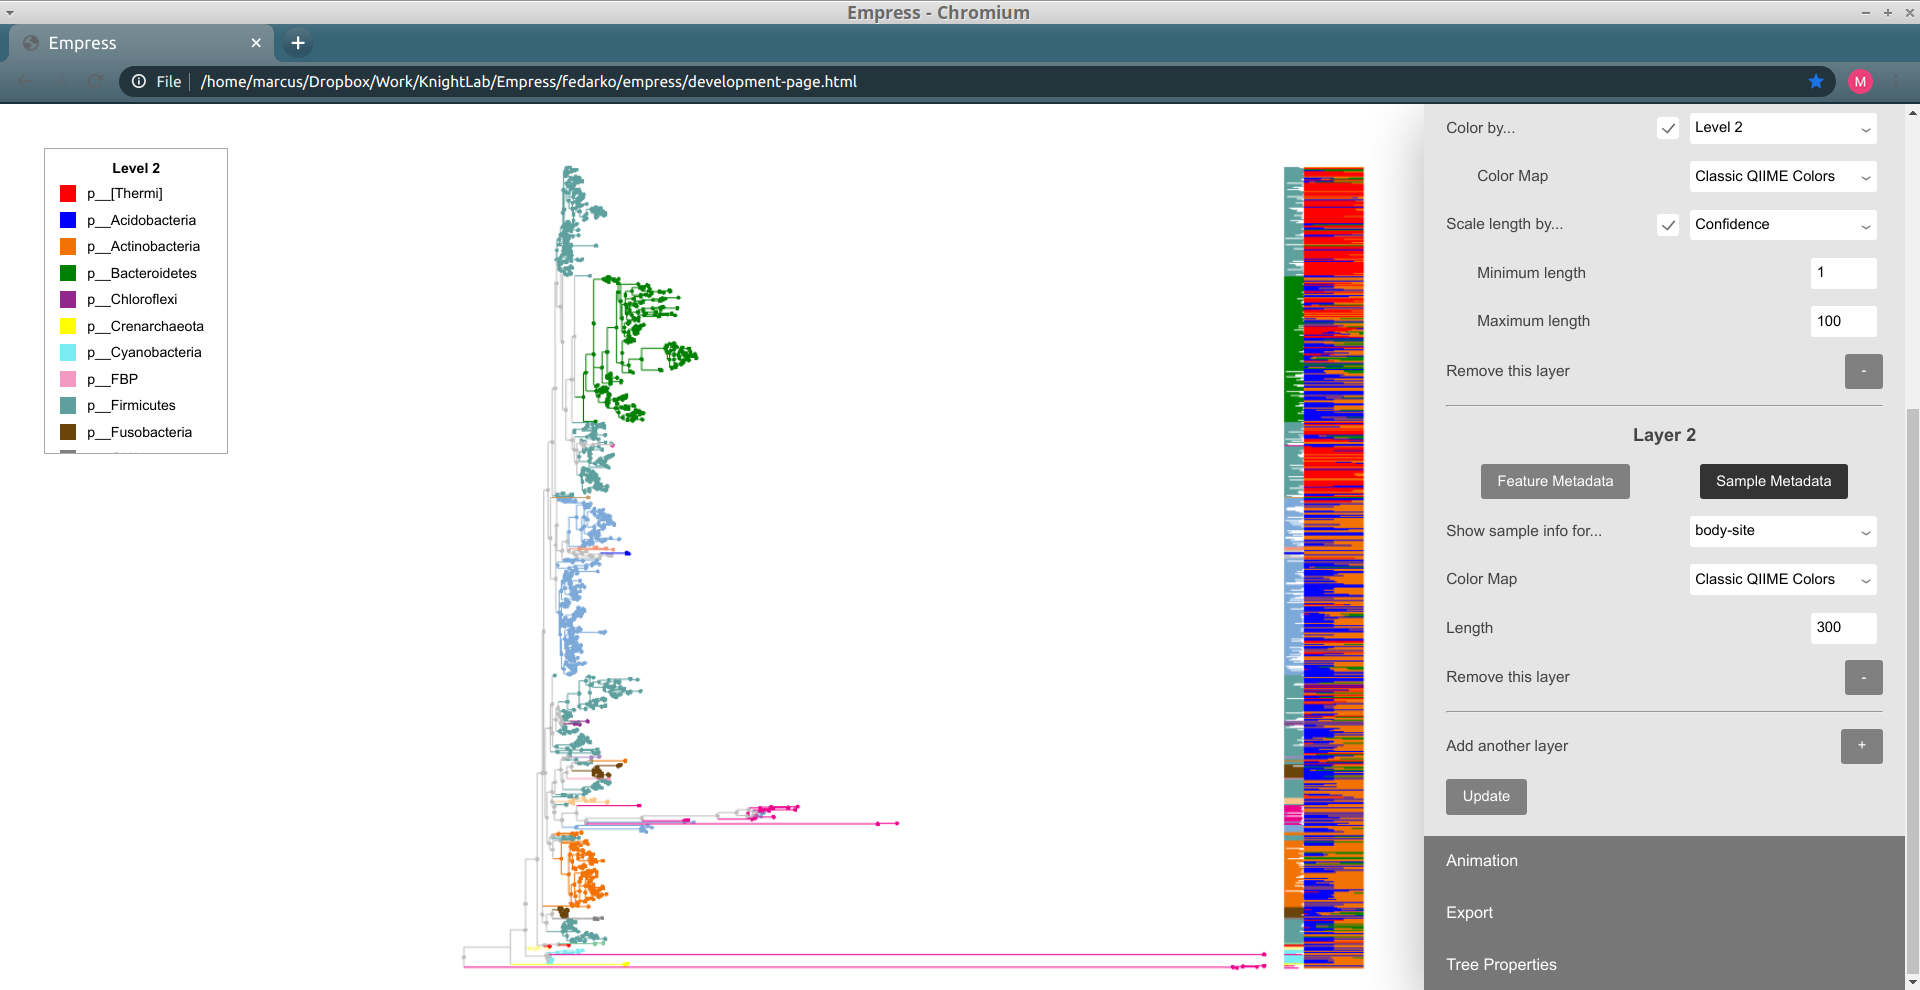 Empress - Chromium
Empress
File
/home/marcus/Dropbox/Work/KnightLab/Empress/fedarko/empress/development-page.html
M
Level 2
p__[Thermi]
p__Acidobacteria
p__Actinobacteria
p__Bacteroidetes
p__Chloroflexi
p__Crenarchaeota
p__Cyanobacteria
p__FBP
p__Firmicutes
p__Fusobacteria
Color by... Level 2
Color Map Classic QIIME Colors
Scale length by... Confidence
Minimum length 1
Maximum length 100
Remove this layer -
Layer 2
Feature Metadata Sample Metadata
Show sample info for... body-site
Color Map Classic QIIME Colors
Length 300
Remove this layer -
Add another layer +
Update
Animation
Export
Tree Properties